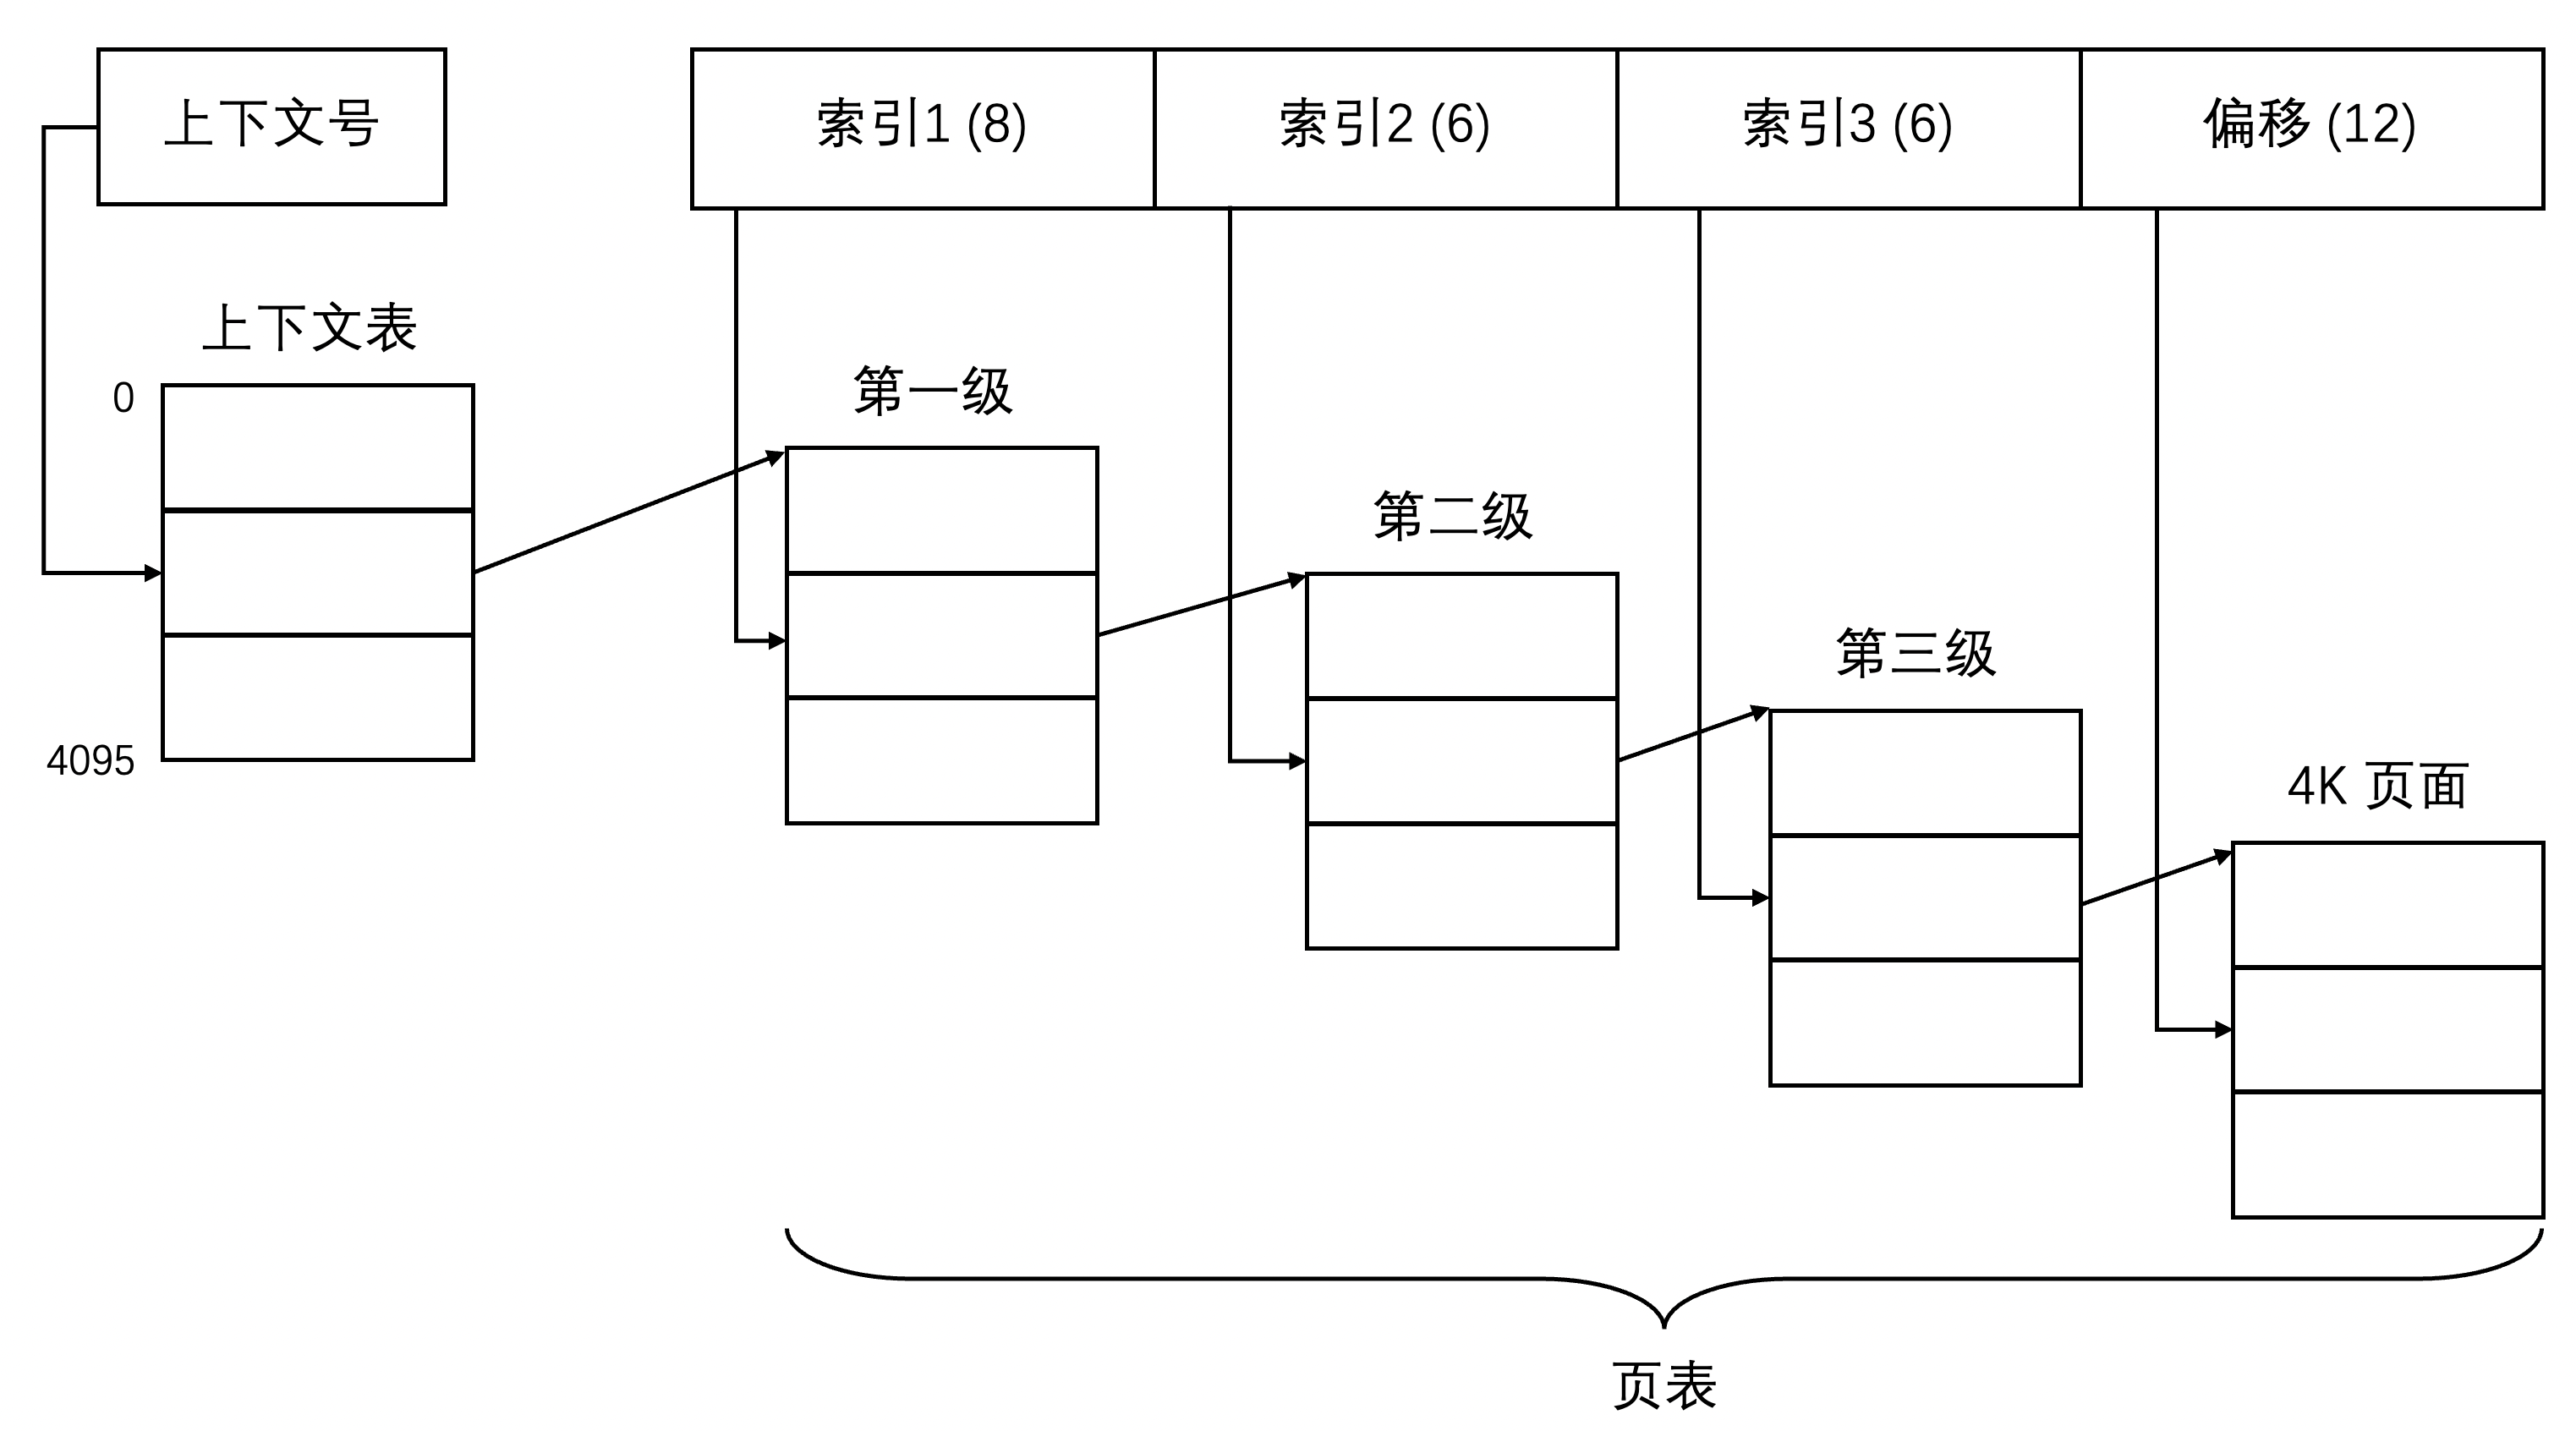 上下文号
索引1 (8)
索引2 (6)
索引3 (6)
偏移 (12)
上下文表
0
4095
第一级
第二级
第三级
4K 页面
页表